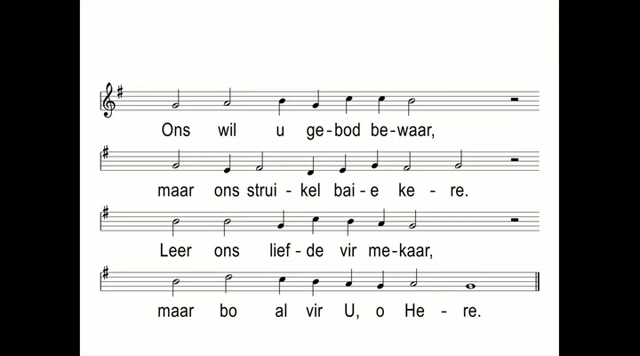 Ons wil u ge-bod be-waar,
maar ons strui-kel bai-e ke-re.
Leer ons lief-de vir me-kaar,
maar bo al vir U, o He-re.